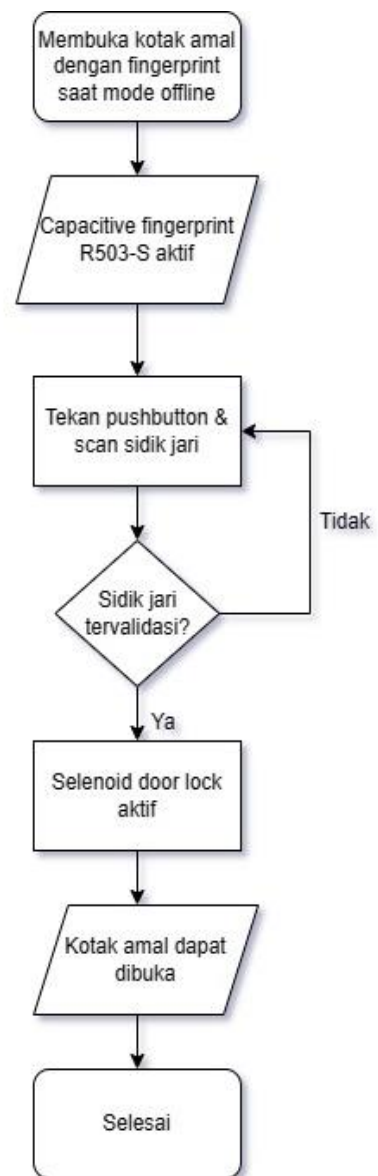 Membuka kotak amal
dengan fingerprint
saat mode offline
Capacitive fingerprint
R503-S aktif
Tekan pushbutton &
scan sidik jari
Tidak
Sidik jari
tervalidasi?
Ya
Selenoid door lock
aktif
Kotak amal dapat
dibuka
Selesai